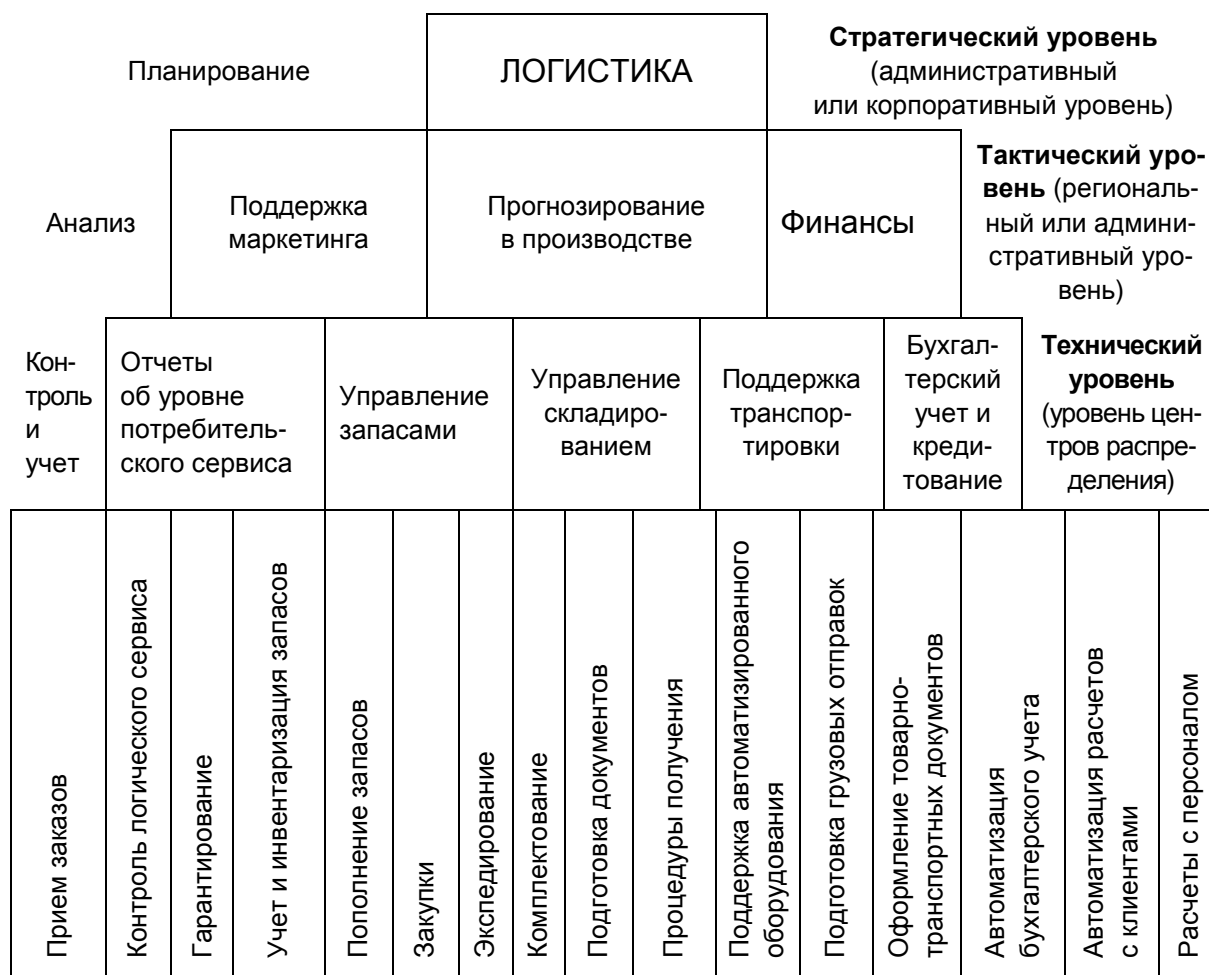 Планирование
ЛОГИСТИКА
Стратегический уровень
(административный
или корпоративный уровень)
Анализ
Поддержка
маркетинга
Прогнозирование
в производстве
Финансы
Тактический уро-
вень (региональ-
ный или админи-
стративный уро-
вень)
Кон-
троль
и
учет
Отчеты
об уровне
потребитель-
ского сервиса
Управление
запасами
Управление
складиро-
ванием
Поддержка
транспор-
тировки
Бухгал-
терский
учет и
креди-
тование
Технический
уровень
(уровень цен-
тров распре-
деления)
Прием заказов
Контроль логического сервиса
Гарантирование
Учет и инвентаризация запасов
Пополнение запасов
Закупки
Экспедирование
Комплектование
Подготовка документов
Процедуры получения
Поддержка автоматизированного
оборудования
Подготовка грузовых отправок
Оформление товарно-
транспортных документов
Автоматизация
бухгалтерского учета
Автоматизация расчетов
с клиентами
Расчеты с персоналом